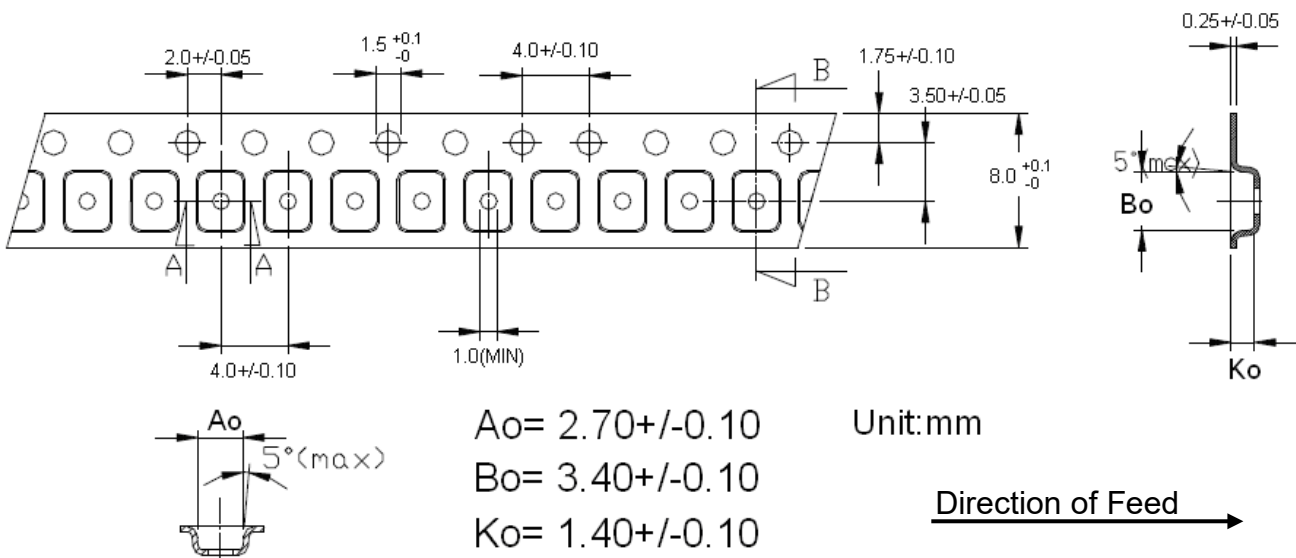 0.25+/-0.05
2.0+/-0.05
1.5 +0.1 -0
4.0+/-0.10
B
1.75+/-0.10
3.50+/-0.05
8.0 +0.1 -0
5°(max)
Bo
A A
B
4.0+/-0.10
1.0(MIN)
Ko
Ao
5°(max)
Ao= 2.70+/-0.10
Bo= 3.40+/-0.10
Ko= 1.40+/-0.10
Unit:mm
Direction of Feed